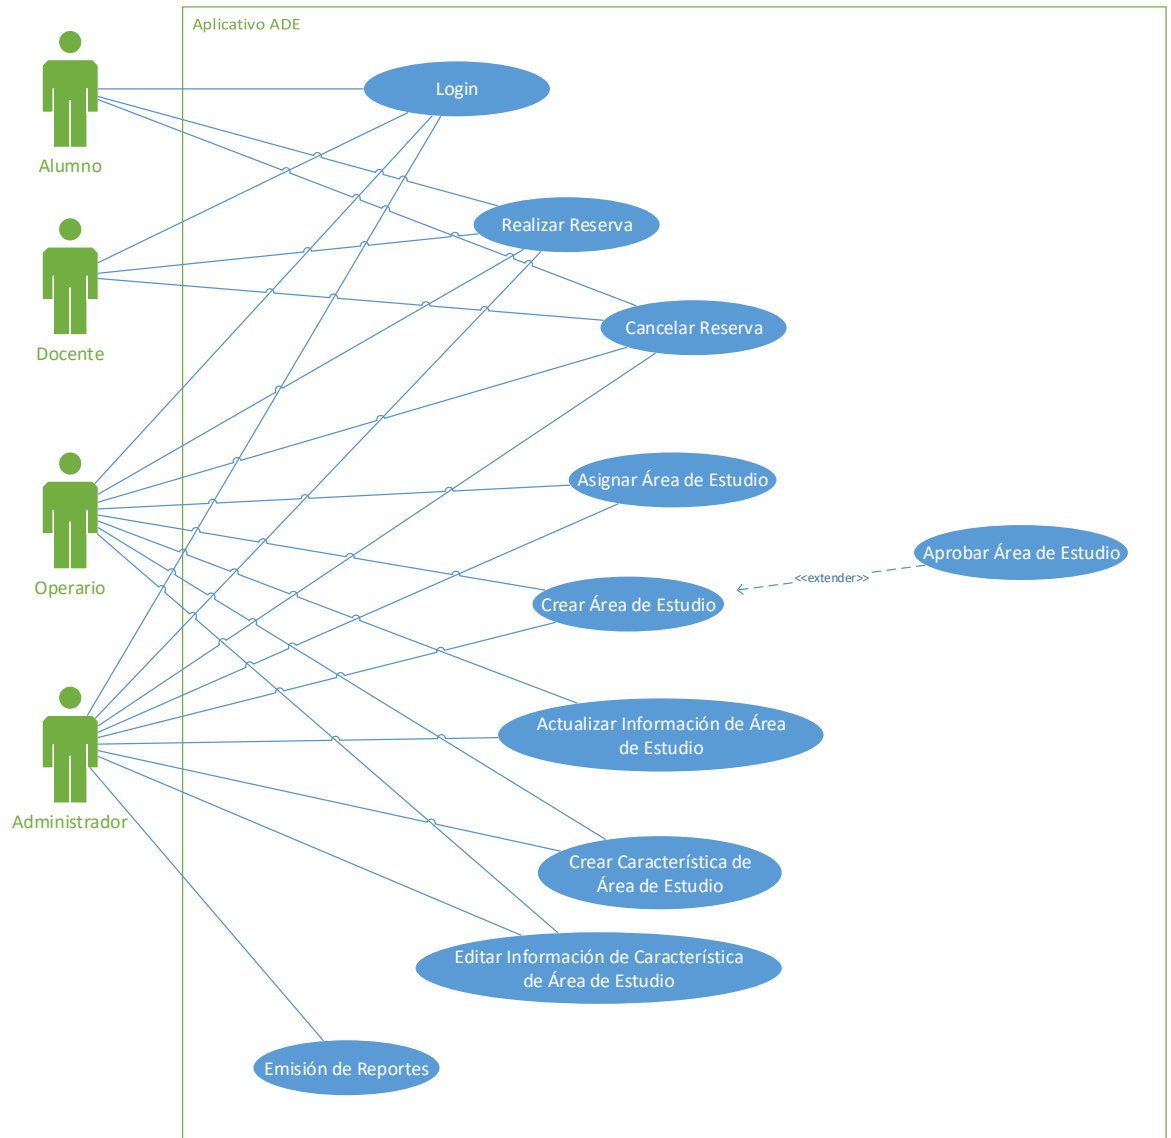 Aplicativo ADE
Login
Alumno
Realizar Reserva
Docente
Cancelar Reserva
Asignar Área de Estudio
Operario
Aprobar Área de Estudio
<<extender>>
Crear Área de Estudio
Actualizar Información de Área
de Estudio
Administrador
Crear Característica de
Área de Estudio
Editar Información de Característica
de Área de Estudio
Emisión de Reportes